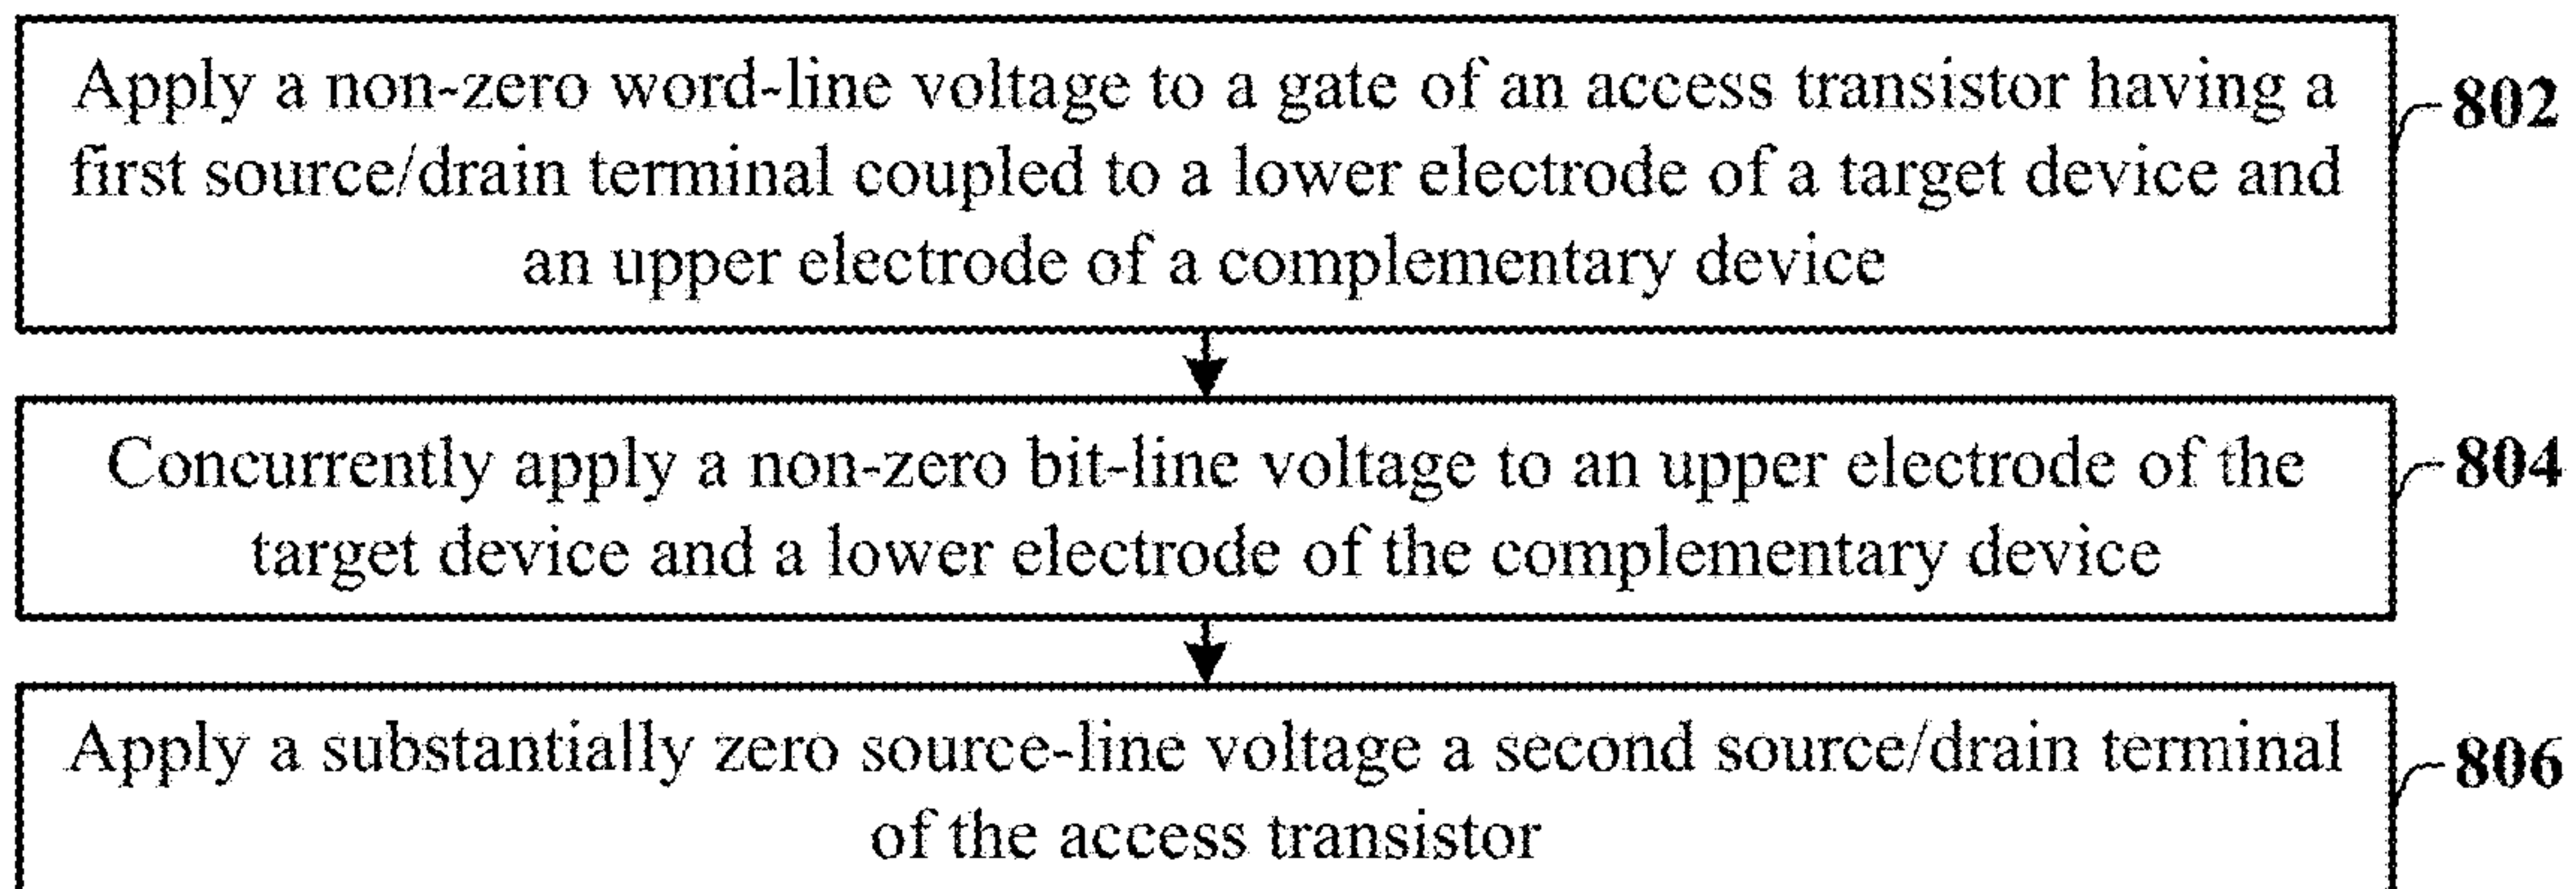 Apply a non-zero word-line voltage to a gate of an access transistor having a
802
first source/drain terminal coupled to a lower electrode of a target device and
an upper electrode of a complementary device
Concurrently apply a non-zero bit-line voltage to an upper electrode of the
804
target device and a lower electrode of the complementary device
Apply a substantially zero source-line voltage a second source/drain terminal
806
of the access transistor